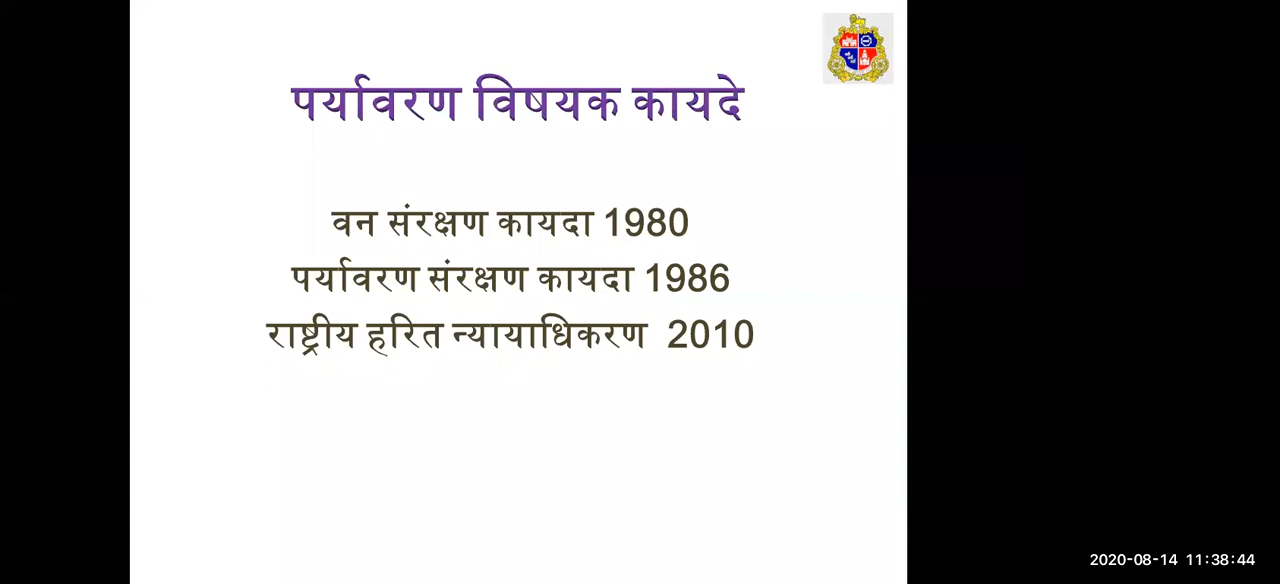 पर्यावरण विषयक कायदे
वन संरक्षण कायदा 1980
पर्यावरण संरक्षण कायदा 1986
राष्ट्रीय हरित न्यायाधिकरण 2010
2020-08-14 11:38:44